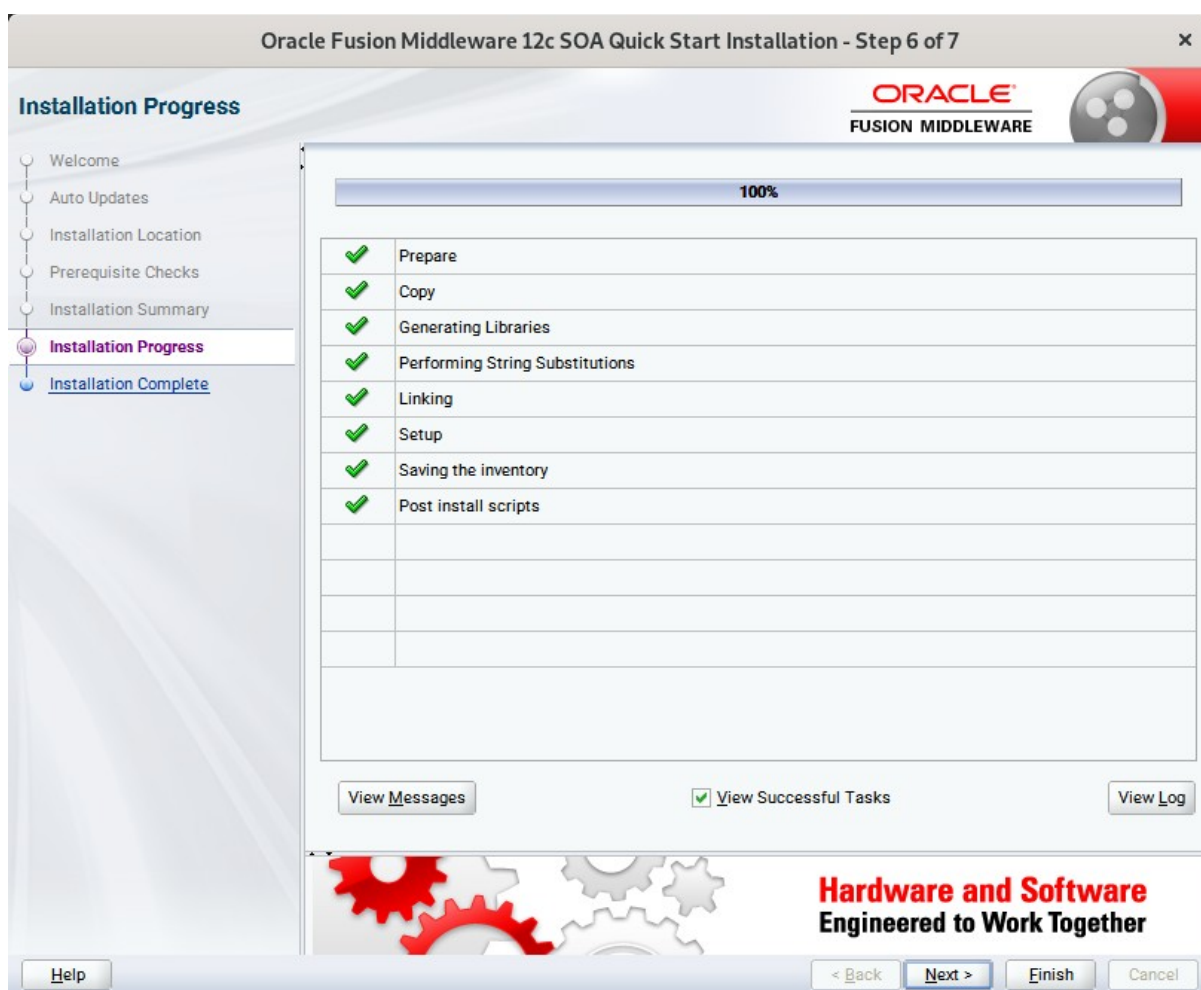 Oracle Fusion Middleware 12c SOA Quick Start Installation - Step 6 of 7
Installation Progress
ORACLE
FUSION MIDDLEWARE
Welcome
Auto Updates
Installation Location
Prerequisite Checks
Installation Summary
Installation Progress
Installation Complete
100%
Prepare
Copy
Generating Libraries
Performing String Substitutions
Linking
Setup
Saving the inventory
Post install scripts
View Messages
View Successful Tasks
View Log
Hardware and Software
Engineered to Work Together
Help
< Back
Next >
Finish
Cancel